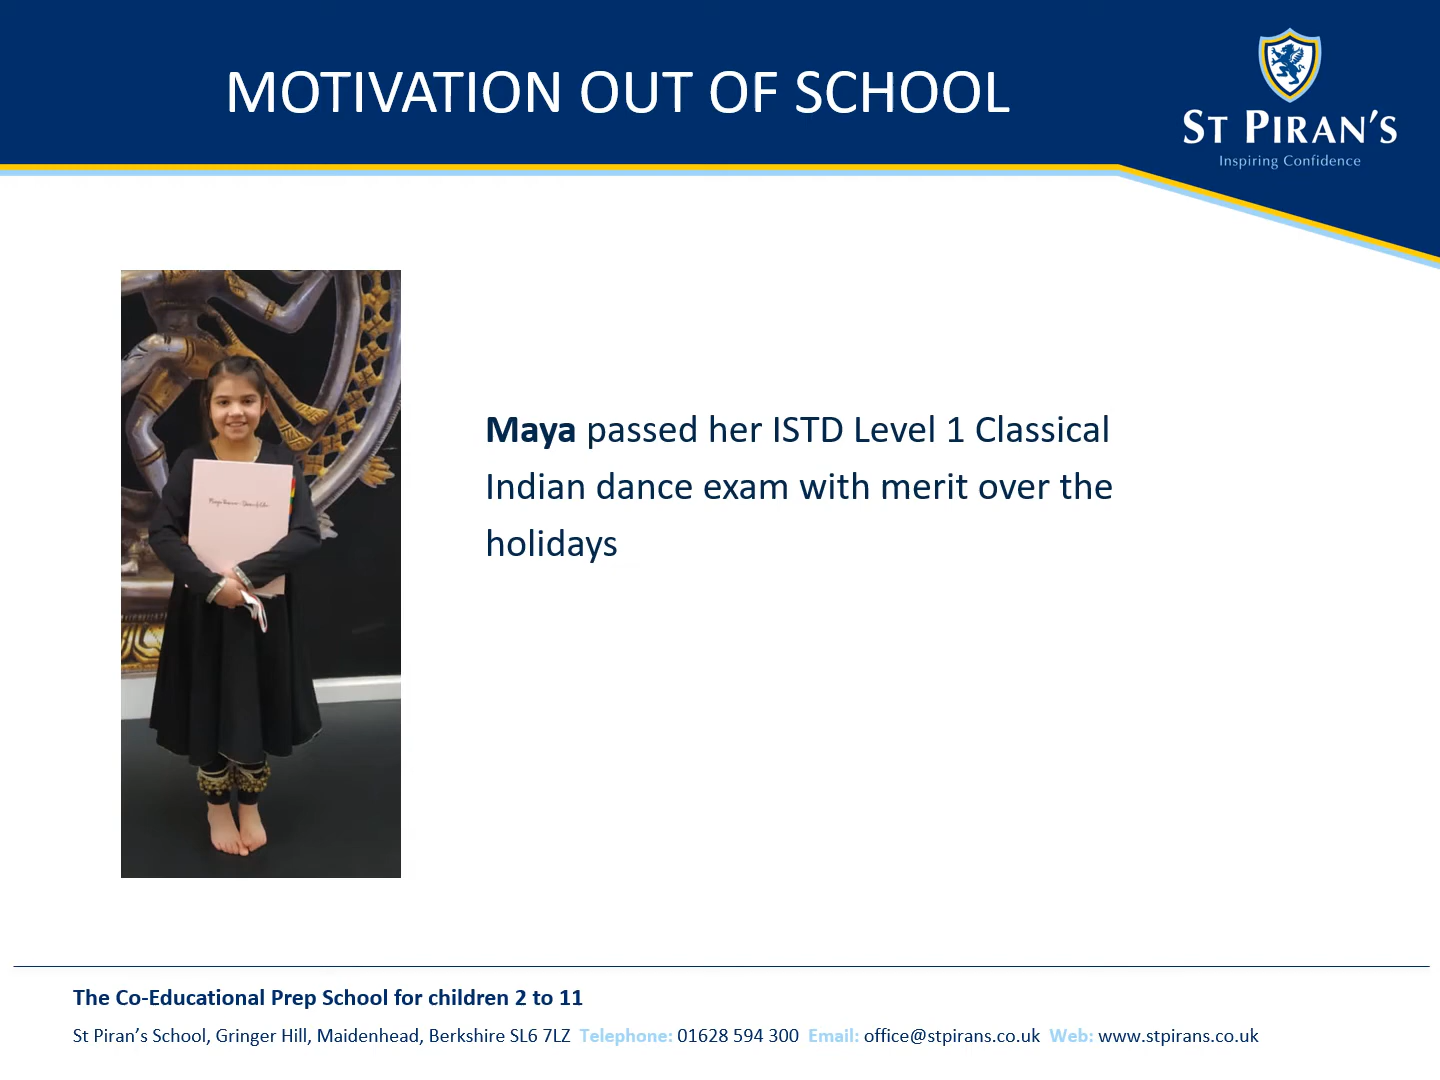 MOTIVATION OUT OF SCHOOL
ST PIRAN'S
Inspiring Confidence
Maya passed her ISTD Level 1 Classical
Indian dance exam with merit over the
holidays
The Co-Educational Prep School for children 2 to 11
St Piran's School, Gringer Hill, Maidenhead, Berkshire SL6 7LZ Telephone: 01628 594 300 Email: office@stpirans.co.uk Web: www.stpirans.co.uk